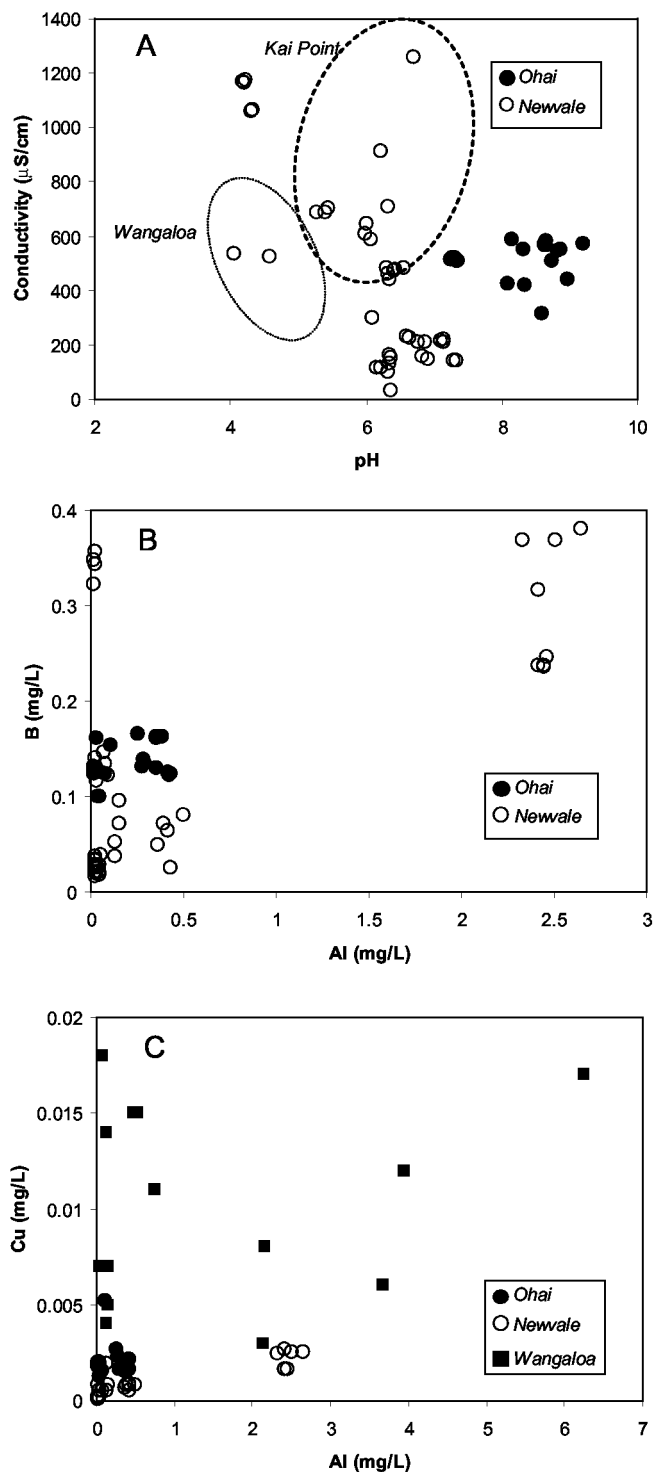 1400
1200
1000
800
600
400
200
0
Conductivity (µS/cm)
A
Kai Point
Wangaloa
Ohai
Newvale
2
4
6
8
10
pH
0.4
0.3
0.2
0.1
0
B (mg/L)
B
Ohai
Newvale
0
0.5
1
1.5
2
2.5
3
Al (mg/L)
0.02
0.015
0.01
0.005
0
Cu (mg/L)
C
Ohai
Newvale
Wangaloa
0
1
2
3
4
5
6
7
Al (mg/L)